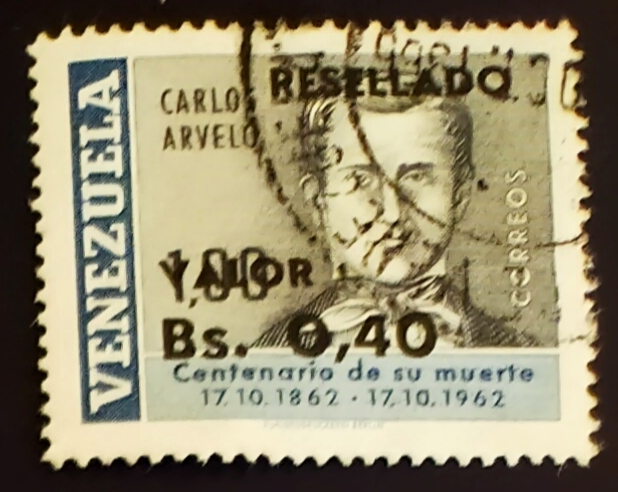 VENEZUELA
CARLOS
ARVELO
RESELLADO
CORREOS
VALOR
1,00
Bs. 0,40
Centenario de su muerte
17.10.1862 · 17.10.1962